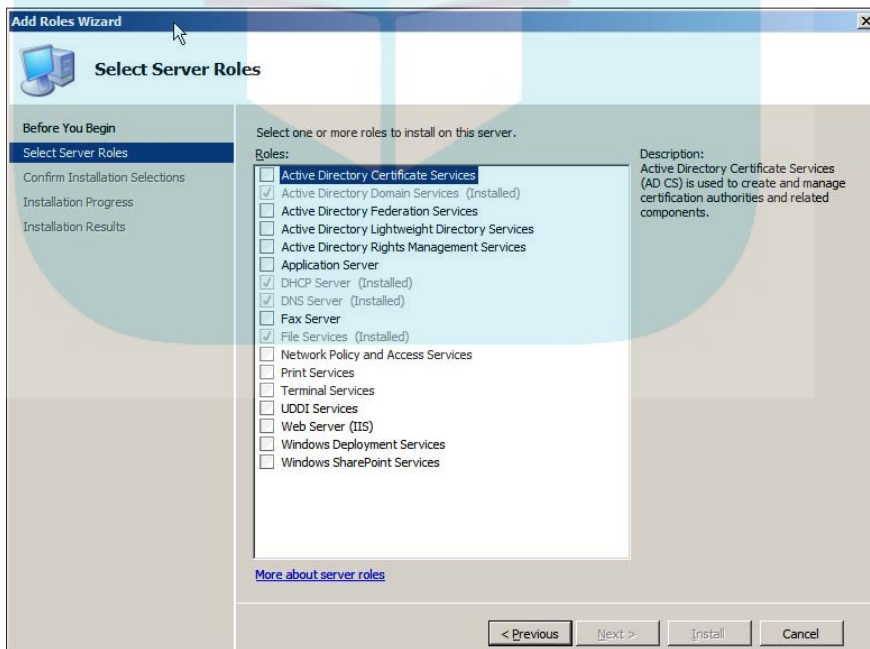 Add Roles Wizard
Select Server Roles
Before You Begin
Select Server Roles
Confirm Installation Selections
Installation Progress
Installation Results
Select one or more roles to install on this server.
Roles:
Active Directory Certificate Services
Active Directory Domain Services (Installed)
Active Directory Federation Services
Active Directory Lightweight Directory Services
Active Directory Rights Management Services
Application Server
DHCP Server (Installed)
DNS Server (Installed)
Fax Server
File Services (Installed)
Network Policy and Access Services
Print Services
Terminal Services
UDDI Services
Web Server (IIS)
Windows Deployment Services
Windows SharePoint Services
More about server roles
Description:
Active Directory Certificate Services
(AD CS) is used to create and manage
certification authorities and related
components.
< Previous
Next >
Install
Cancel